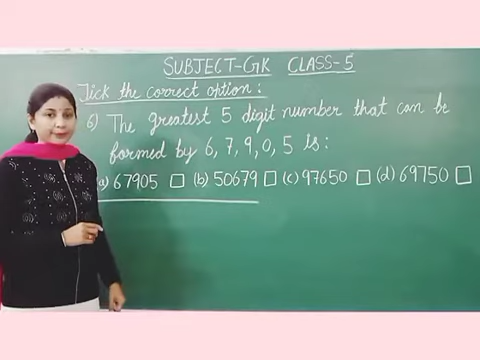 SUBJECT-GK CLASS-5
Tick the correct option:
6) The greatest 5 digit number that can be
formed by 6, 7, 9, 0, 5 is:
a) 67905 (b) 50679 (c) 97650 (d) 69750